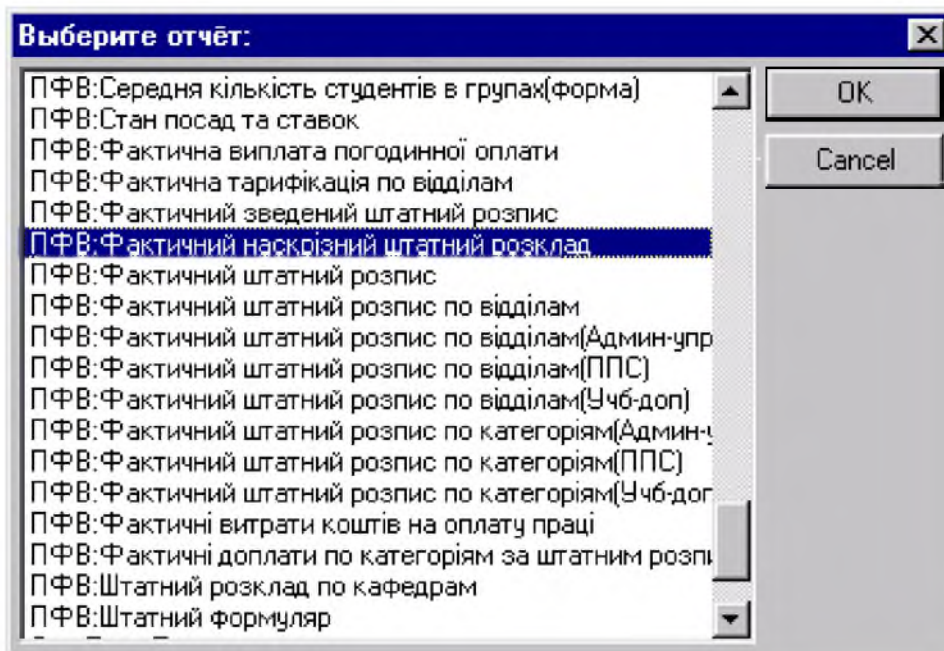 Выберите отчёт:
ПФВ:Середня кількість студентів в групах(форма)
OK
ПФВ:Стан посад та ставок
ПФВ:Фактична виплата погодинної оплати
Cancel
ПФВ:Фактична тарифікація по відділам
ПФВ:Фактичний зведений штатний розпис
ПФВ:Фактичний наскрізний штатний розклад
ПФВ:Фактичний штатний розпис
ПФВ:Фактичний штатний розпис по відділам
ПФВ:Фактичний штатний розпис по відділам(Админ-упр
ПФВ:Фактичний штатний розпис по відділам(ППС)
ПФВ:Фактичний штатний розпис по відділам(Учб-доп)
ПФВ:Фактичний штатний розпис по категоріям(Админ-у
ПФВ:Фактичний штатний розпис по категоріям(ППС)
ПФВ:Фактичний штатний розпис по категоріям(Учб-доп
ПФВ:Фактичні витрати коштів на оплату праці
ПФВ:Фактичні доплати по категоріям за штатним розпи
ПФВ:Штатний розклад по кафедрам
ПФВ:Штатний формуляр